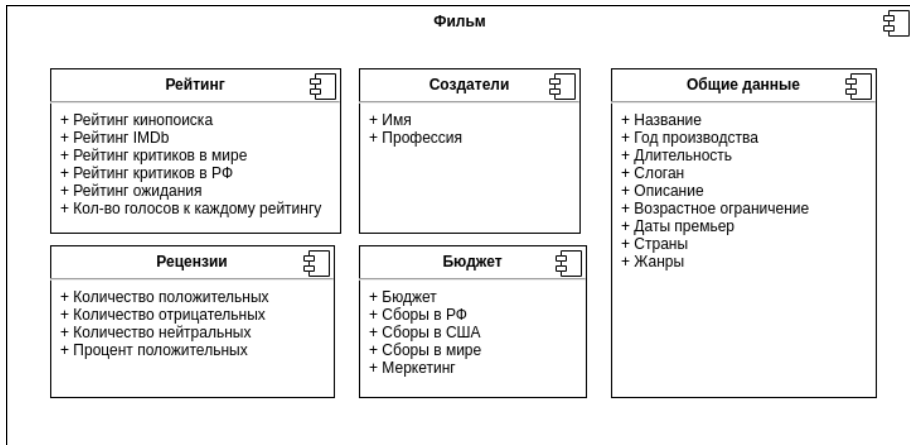 Фильм
Рейтинг
+ Рейтинг кинопоиска
+ Рейтинг IMDb
+ Рейтинг критиков в мире
+ Рейтинг критиков в РФ
+ Рейтинг ожидания
+ Кол-во голосов к каждому рейтингу
Создатели
+ Имя
+ Профессия
Общие данные
+ Название
+ Год производства
+ Длительность
+ Слоган
+ Описание
+ Возрастное ограничение
+ Даты премьер
+ Страны
+ Жанры
Рецензии
+ Количество положительных
+ Количество отрицательных
+ Количество нейтральных
+ Процент положительных
Бюджет
+ Бюджет
+ Сборы в РФ
+ Сборы в США
+ Сборы в мире
+ Меркетинг